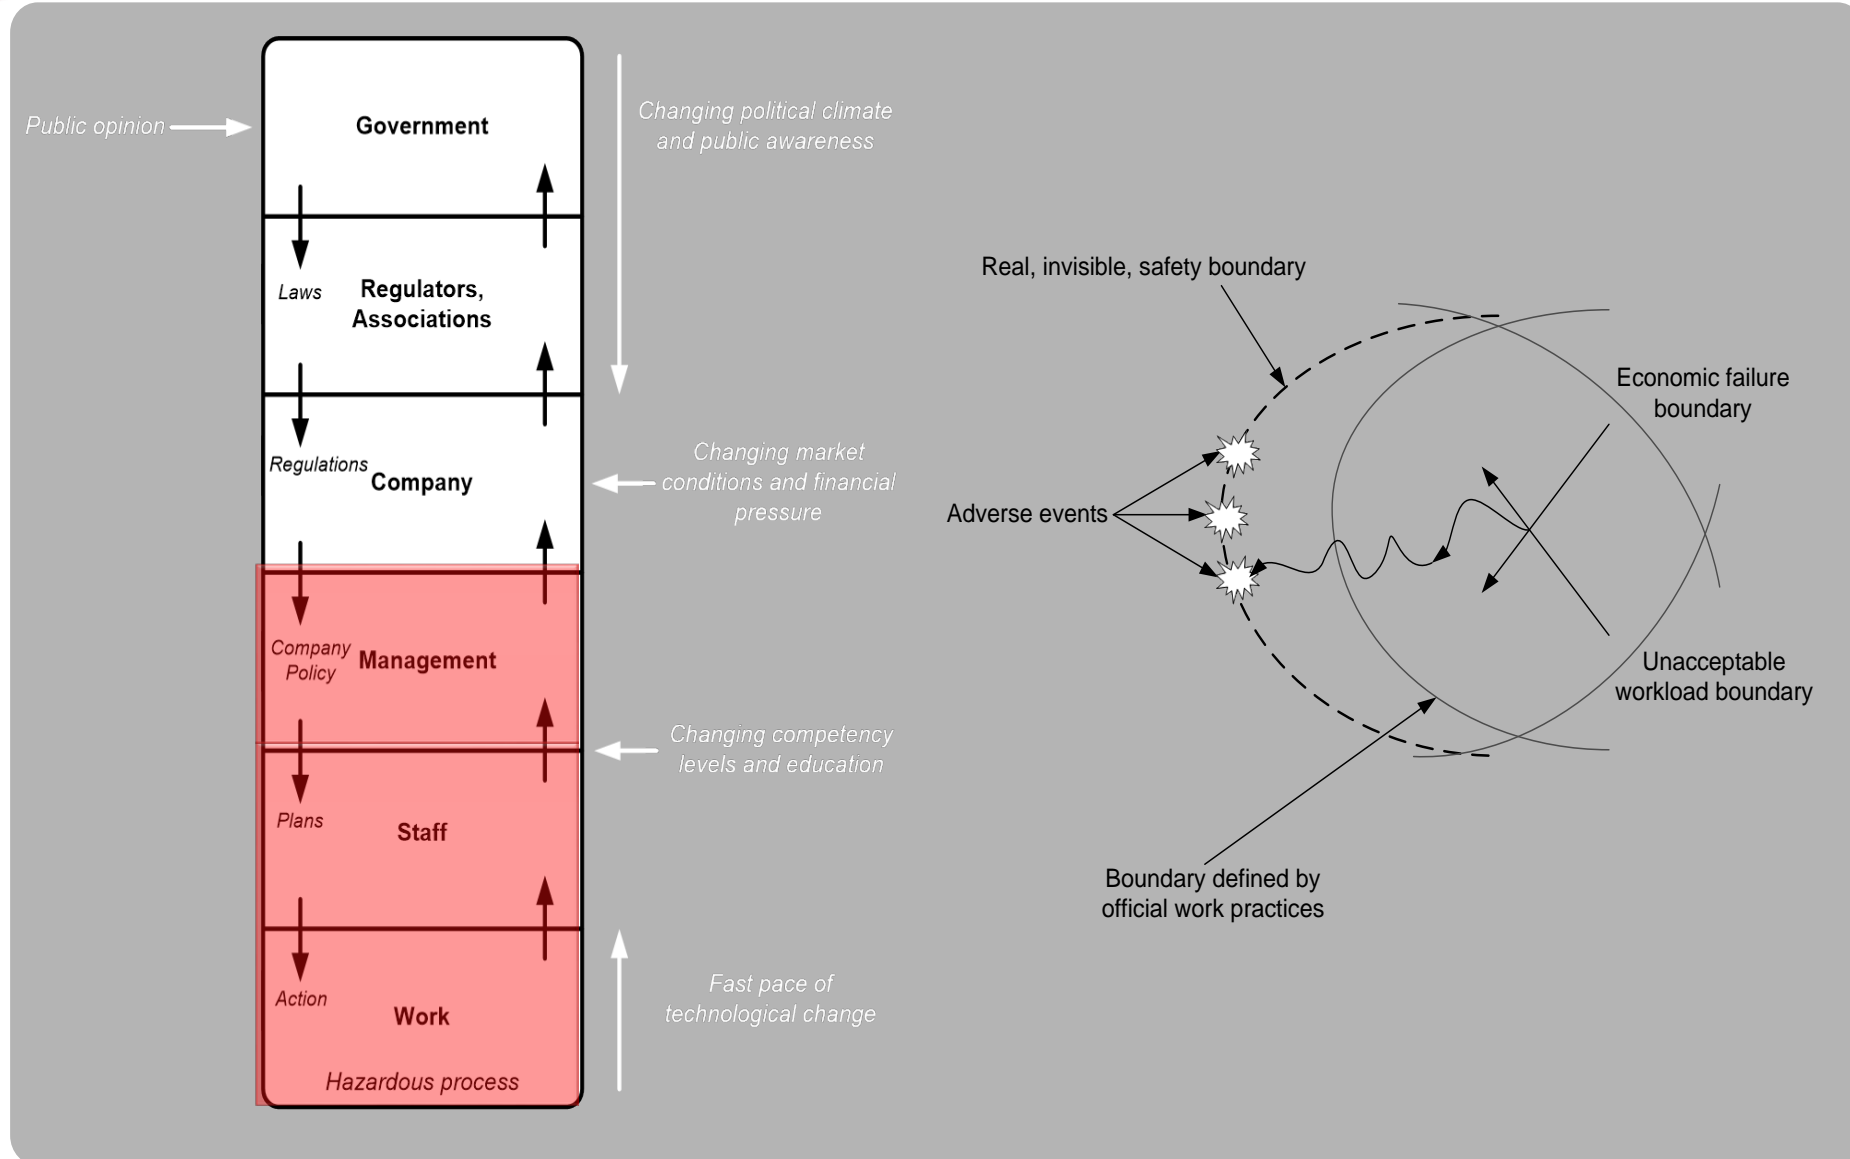 Public opinion
Government
Changing political climate
and public awareness
Laws
Regulators,
Associations
Regulations
Company
Changing market
conditions and financial
pressure
Company
Policy
Management
Changing competency
levels and education
Plans
Staff
Action
Work
Hazardous process
Fast pace of
technological change
Real, invisible, safety boundary
Economic failure
boundary
Adverse events
Unacceptable
workload boundary
Boundary defined by
official work practices